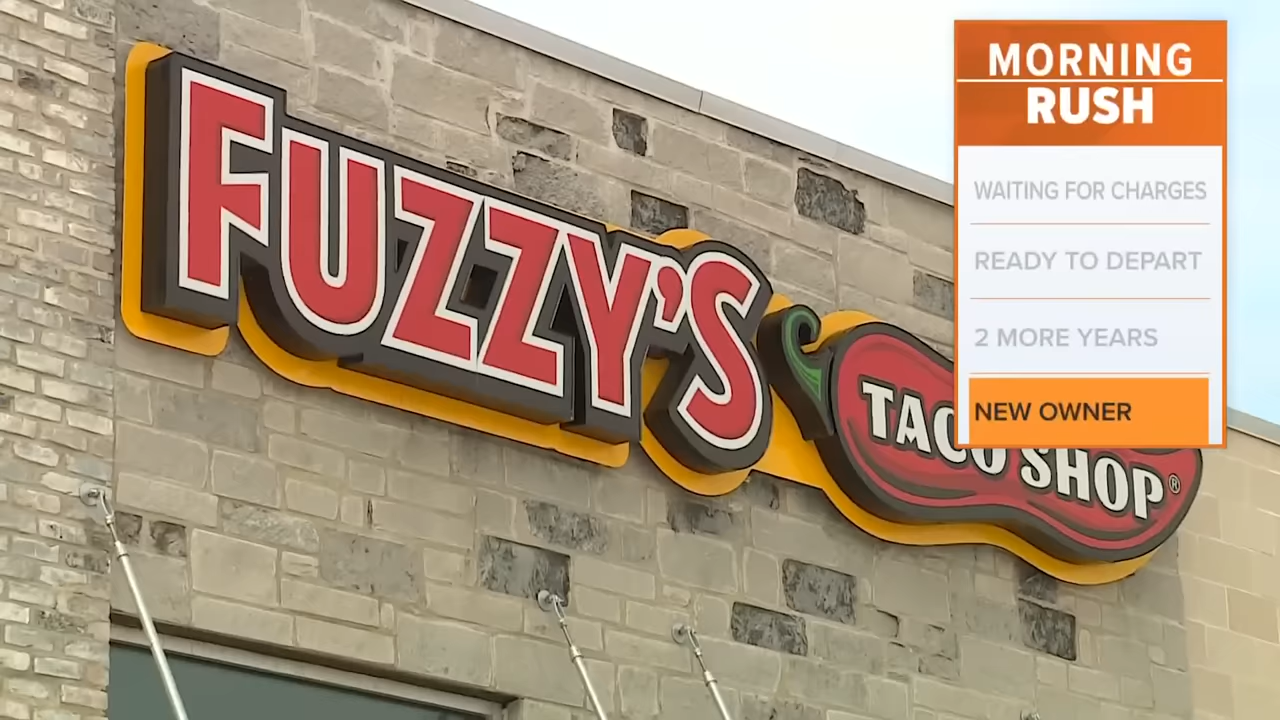 FUZZY'S
TACO SHOP®
MORNING
RUSH
WAITING FOR CHARGES
READY TO DEPART
2 MORE YEARS
NEW OWNER